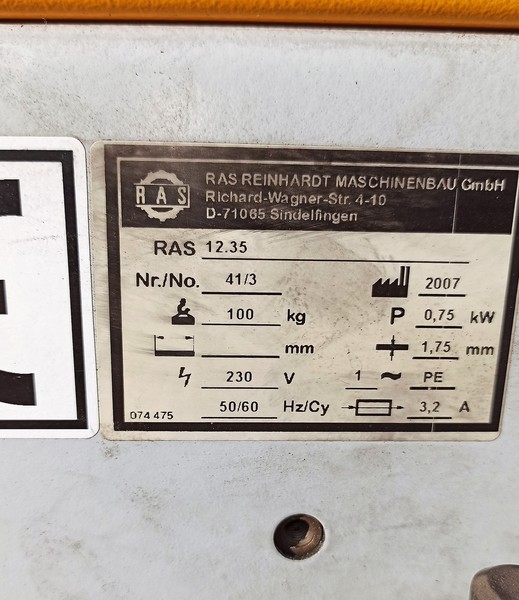 RAS
RAS REINHARDT MASCHINENBAU GmbH
Richard-Wagner-Str. 4-10
D-71065 Sindelfingen
RAS 12.35
Nr./No. 41/3 2007
100 kg P 0,75 kW
mm 1,75 mm
230 V 1 ~ PE
074 475 50/60 Hz/Cy 3,2 A